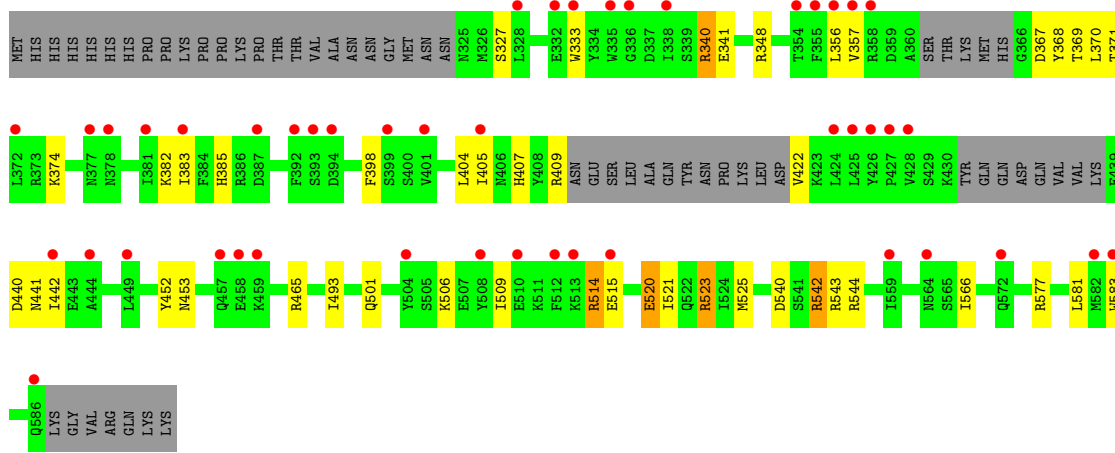 MET HIS HIS HIS HIS HIS HIS PRO PRO LYS PRO PRO LYS PRO THR THR VAL ALA ASN ASN GLY MET ASN ASN N325 M326 S327 L328 E332 W333 Y334 W335 G336 D337 I338 S339 R340 E341 R348 T354 F355 L356 V357 R358 D359 A360 SER THR LYS MET HIS G366 D367 Y368 T369 L370 T371
L372 R373 K374 N377 N378 I381 K382 I383 F384 H385 R386 D387 F392 S393 D394 F398 S399 S400 V401 L404 I405 N406 H407 Y408 R409 ASN GLU SER LEU ALA GLN TYR ASN PRO LYS LEU ASP V422 K423 L424 L425 Y426 P427 V428 S429 K430 TYR GLN GLN ASP GLN VAL VAL LYS E439
D440 N441 I442 E443 A444 L449 Y452 N453 Q457 E458 K459 R465 I493 Q501 Y504 S505 K506 E507 Y508 I509 E510 K511 F512 K513 R514 E515 E520 I521 Q522 R523 I524 M525 D540 S541 R542 R543 R544 I559 N564 S565 I566 Q572 R577 L581 M582 W583
Q586 LYS GLY VAL ARG GLN LYS LYS